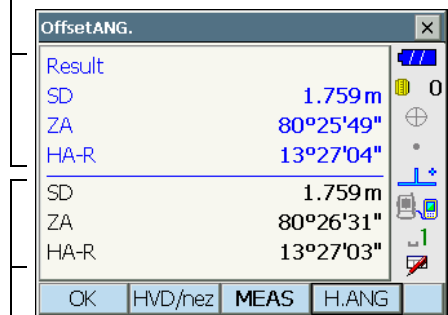 OffsetANG.
Result
SD 1.759 m
ZA 80°25'49"
HA-R 13°27'04"
SD 1.759 m
ZA 80°26'31"
HA-R 13°27'03"
0
1
OK HVD/nez MEAS H.ANG